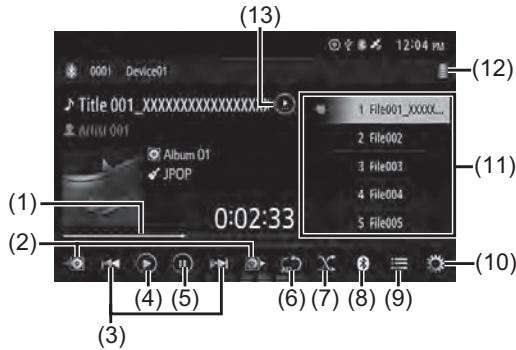 (13)
12:04 PM
0001 Device01
(12)
Title 001_XXXXXXXXXXXXXXXXX
Artist 001
Album 01
JPOP
0:02:33
1 File001_XXXXX...
2 File002
3 File003
4 File004
5 File005
(11)
(1)
(2)
(3)
(4)
(5)
(6)
(7)
(8)
(9)
(10)